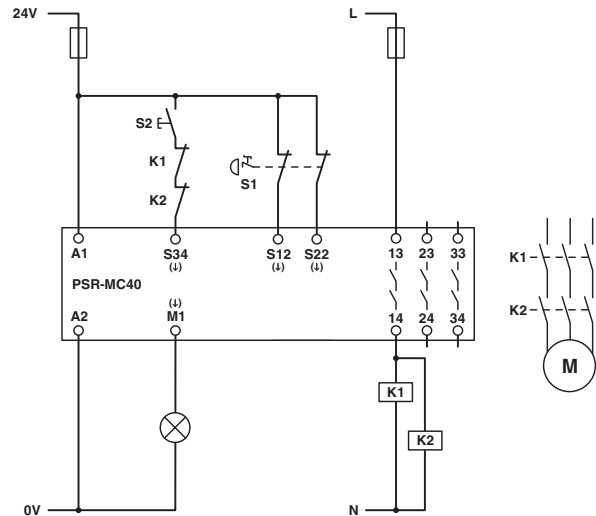 24V
L
S2
K1
S1
K2
A1
S34
(↓)
S12
(↓)
S22
(↓)
13
23
33
PSR-MC40
(↓)
A2
M1
14
24
34
K1
K2
M
K1
K2
0V
N